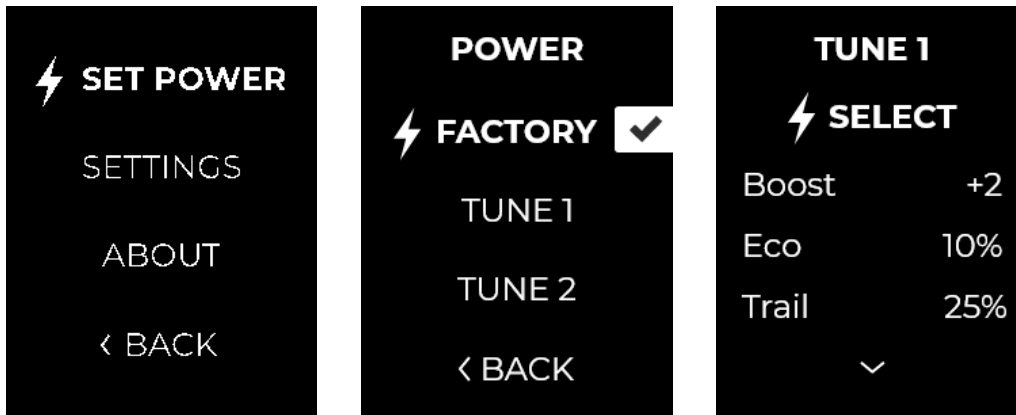 SET POWER
SETTINGS
ABOUT
< BACK
POWER
FACTORY
TUNE 1
TUNE 2
< BACK
TUNE 1
SELECT
Boost +2
Eco 10%
Trail 25%